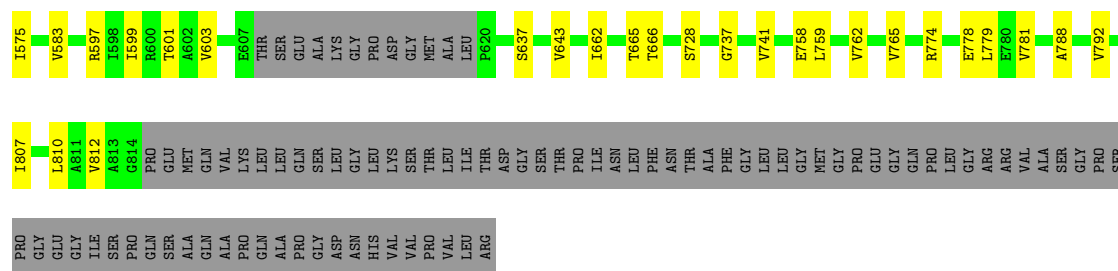 I575 V583 R597 I598 I599 R600 T601 A602 V603 E607 THR SER GLU ALA LYS GLY PRO ASP GLY MET ALA LEU P620 S637 V643 I662 T665 T666 S728 G737 V741 E758 L759 V762 V765 R774 E778 L779 E780 V781 A788 V792
I807 L810 A811 V812 A813 G814 PRO GLU MET GLN VAL LYS LEU LEU GLN SER LEU GLY LEU LYS SER THR LEU ILE THR ASP GLY SER THR PRO ILE ASN LEU PHE ASN THR ALA PHE GLY LEU LEU GLY MET GLY PRO GLU GLY GLN PRO LEU GLY ARG ARG VAL ALA SER GLY PRO SER
PRO GLY GLU GLY ILE SER PRO GLN SER ALA GLN ALA PRO GLN ALA PRO GLY ASP ASN HIS VAL VAL PRO VAL LEU ARG